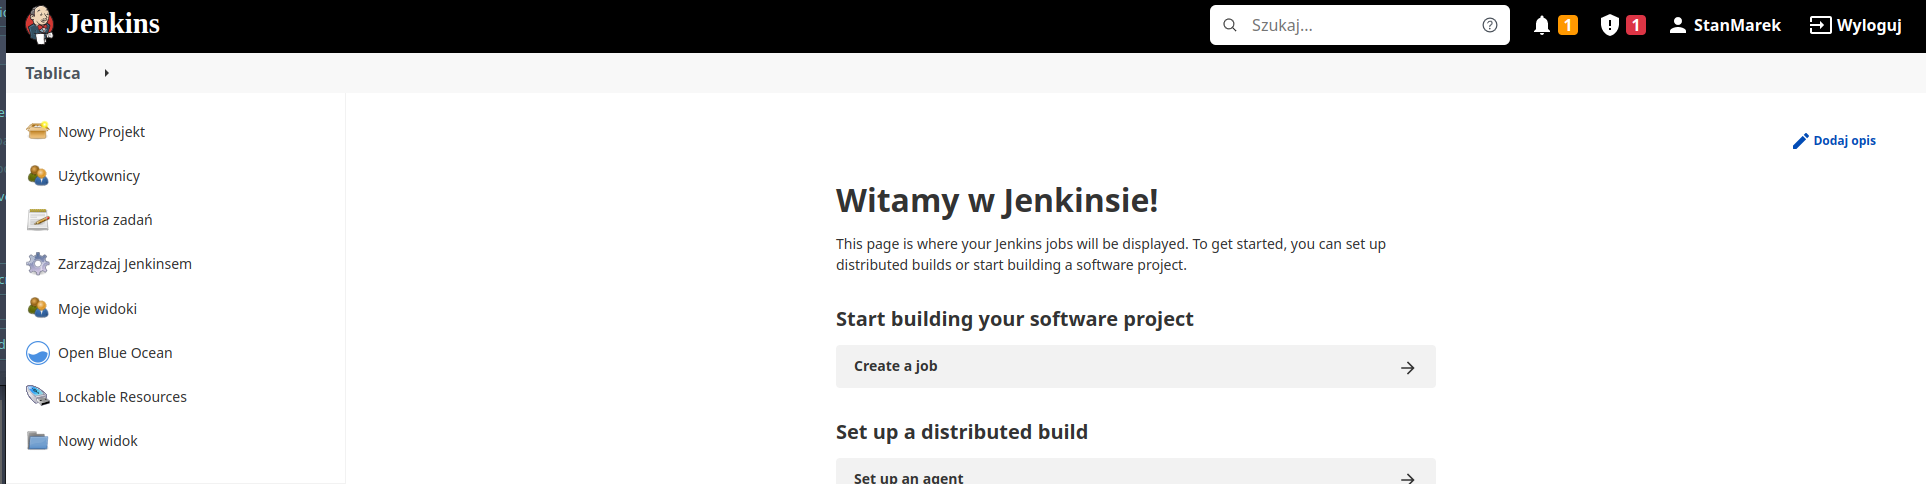 Jenkins
Szukaj...
1
1
StanMarek
Wyloguj
Tablica
Nowy Projekt
Użytkownicy
Historia zadań
Zarządzaj Jenkinsem
Moje widoki
Open Blue Ocean
Lockable Resources
Nowy widok
Dodaj opis
Witamy w Jenkinsie!
This page is where your Jenkins jobs will be displayed. To get started, you can set up
distributed builds or start building a software project.
Start building your software project
Create a job
Set up a distributed build
Set up an agent